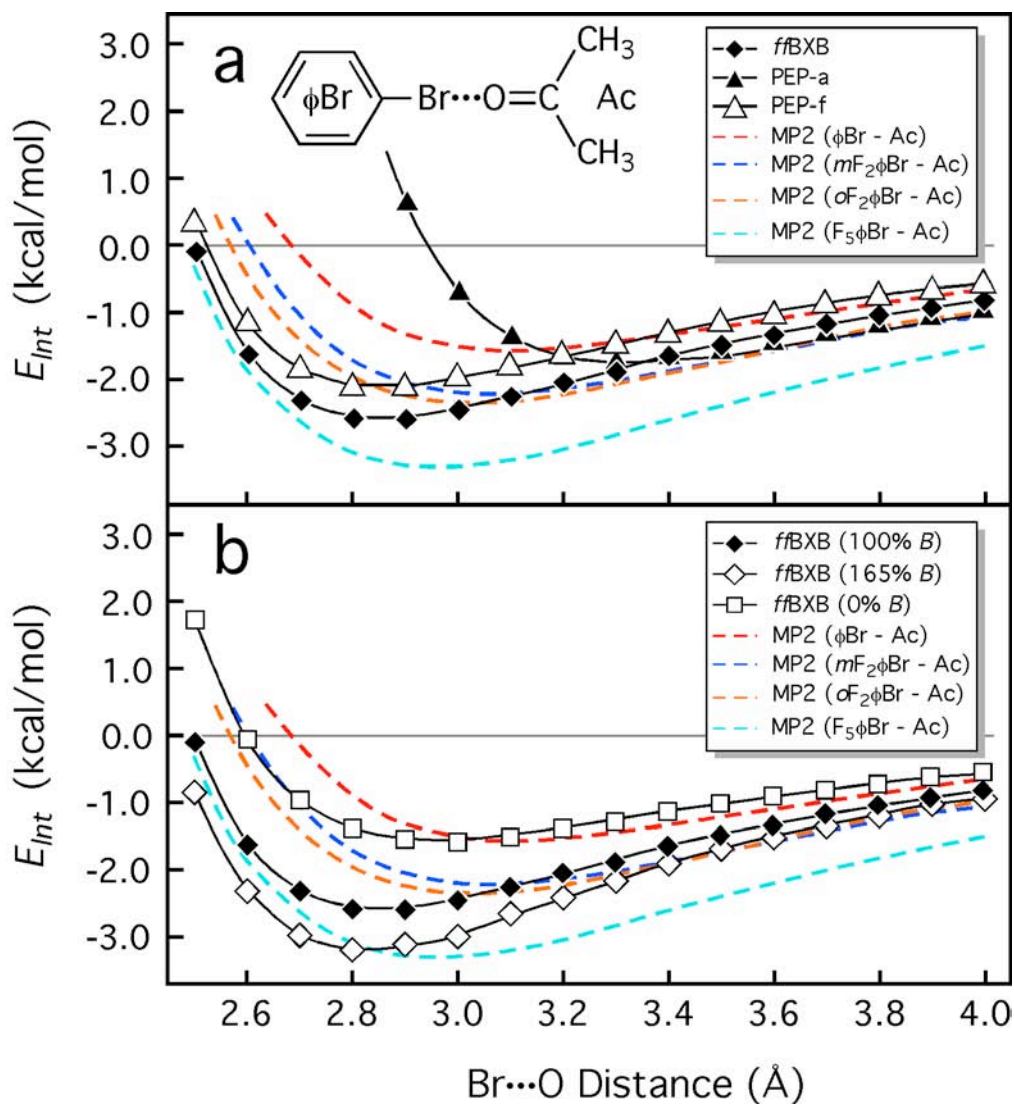 a
CH3
ϕBr
Br···O=C
Ac
CH3
ffBXB
PEP-a
PEP-f
MP2 (ϕBr - Ac)
MP2 (mF2ϕBr - Ac)
MP2 (oF2ϕBr - Ac)
MP2 (F5ϕBr - Ac)
3.0
2.0
1.0
0.0
-1.0
-2.0
-3.0
EInt (kcal/mol)
b
ffBXB (100% B)
ffBXB (165% B)
ffBXB (0% B)
MP2 (ϕBr - Ac)
MP2 (mF2ϕBr - Ac)
MP2 (oF2ϕBr - Ac)
MP2 (F5ϕBr - Ac)
3.0
2.0
1.0
0.0
-1.0
-2.0
-3.0
EInt (kcal/mol)
2.6 2.8 3.0 3.2 3.4 3.6 3.8 4.0
Br···O Distance (Å)